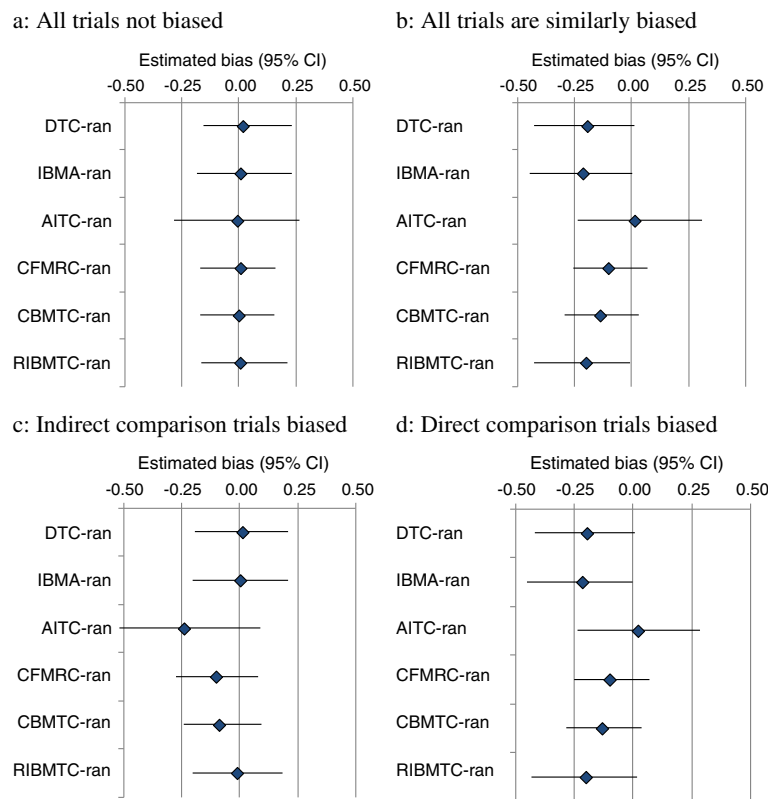 a: All trials not biased
Estimated bias (95% CI)
-0.50 -0.25 0.00 0.25 0.50
DTC-ran
IBMA-ran
AITC-ran
CFMRC-ran
CBMTC-ran
RIBMTC-ran
b: All trials are similarly biased
Estimated bias (95% CI)
-0.50 -0.25 0.00 0.25 0.50
DTC-ran
IBMA-ran
AITC-ran
CFMRC-ran
CBMTC-ran
RIBMTC-ran
c: Indirect comparison trials biased
Estimated bias (95% CI)
-0.50 -0.25 0.00 0.25 0.50
DTC-ran
IBMA-ran
AITC-ran
CFMRC-ran
CBMTC-ran
RIBMTC-ran
d: Direct comparison trials biased
Estimated bias (95% CI)
-0.50 -0.25 0.00 0.25 0.50
DTC-ran
IBMA-ran
AITC-ran
CFMRC-ran
CBMTC-ran
RIBMTC-ran